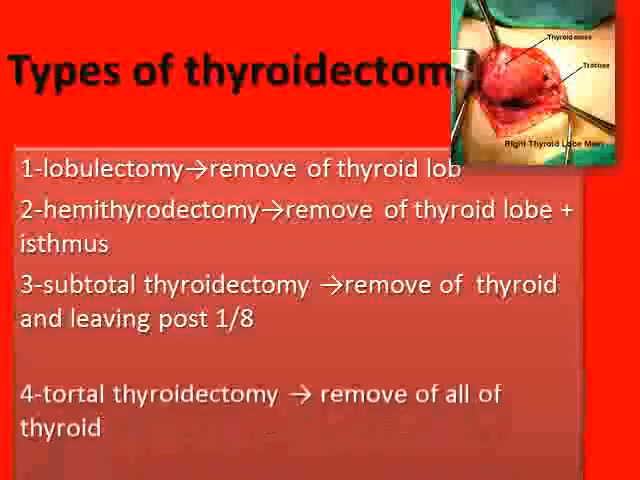 Types of thyroidectom
Thyroid mass
Trachea
Right Thyroid Lobe Mass
1-lobulectomy→remove of thyroid lob
2-hemithyrodectomy→remove of thyroid lobe +
isthmus
3-subtotal thyroidectomy →remove of thyroid
and leaving post 1/8
4-tortal thyroidectomy → remove of all of
thyroid